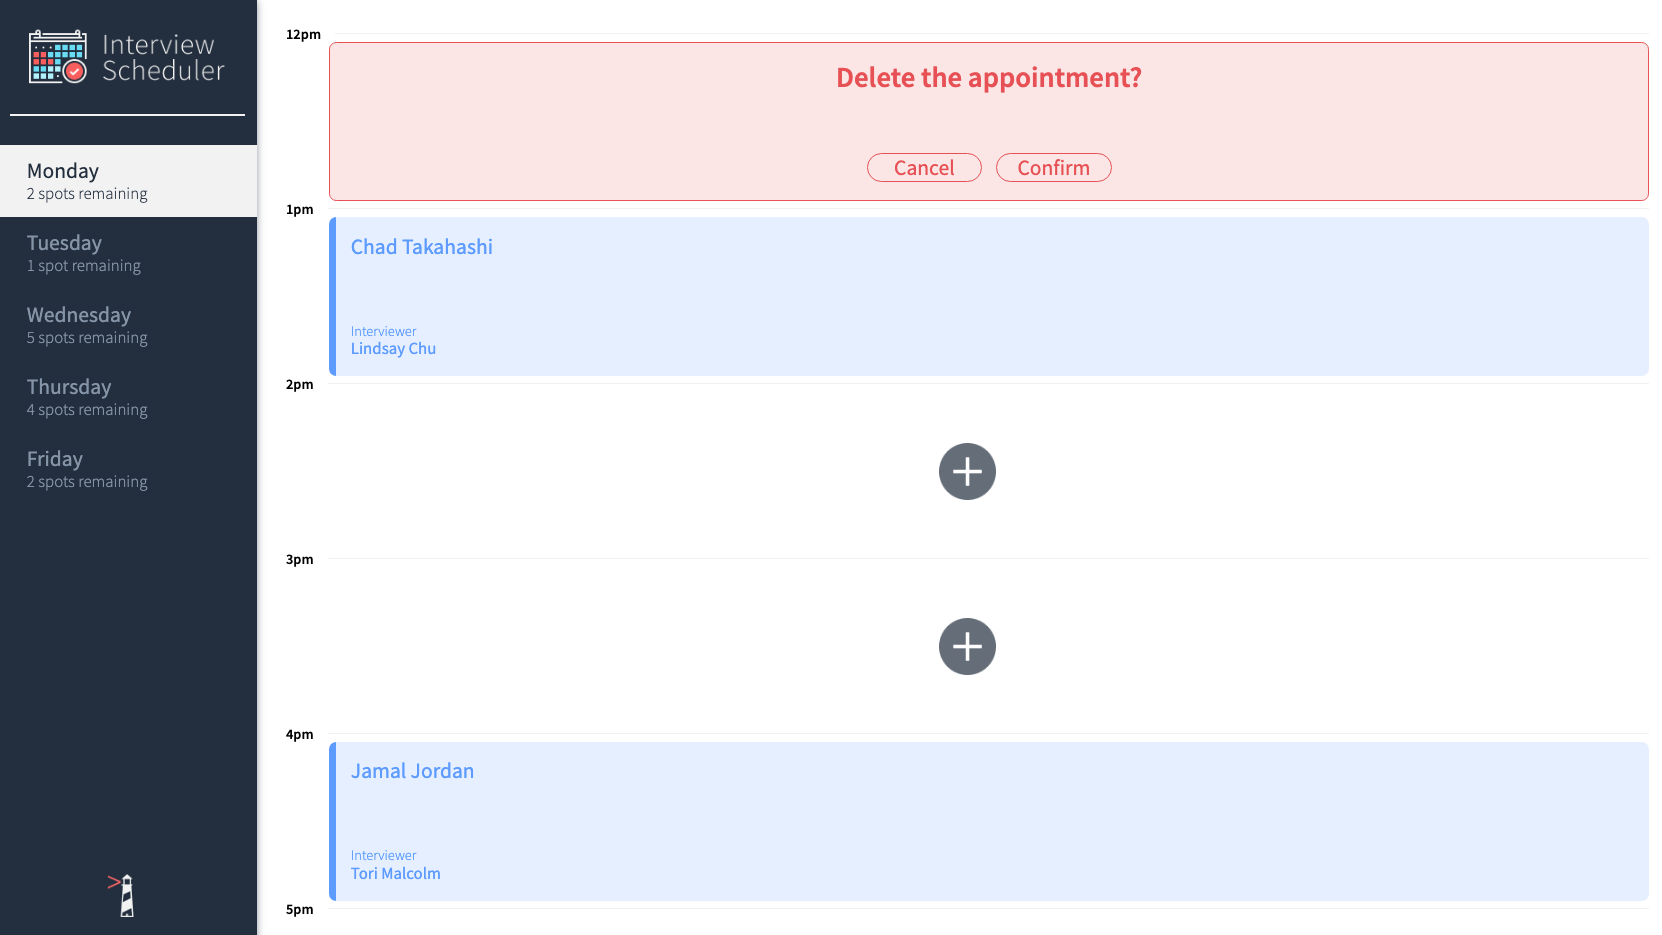 Interview
Scheduler
Monday
2 spots remaining
Tuesday
1 spot remaining
Wednesday
5 spots remaining
Thursday
4 spots remaining
Friday
2 spots remaining
12pm
Delete the appointment?
Cancel Confirm
1pm
Chad Takahashi
Interviewer
Lindsay Chu
2pm
3pm
4pm
Jamal Jordan
Interviewer
Tori Malcolm
5pm